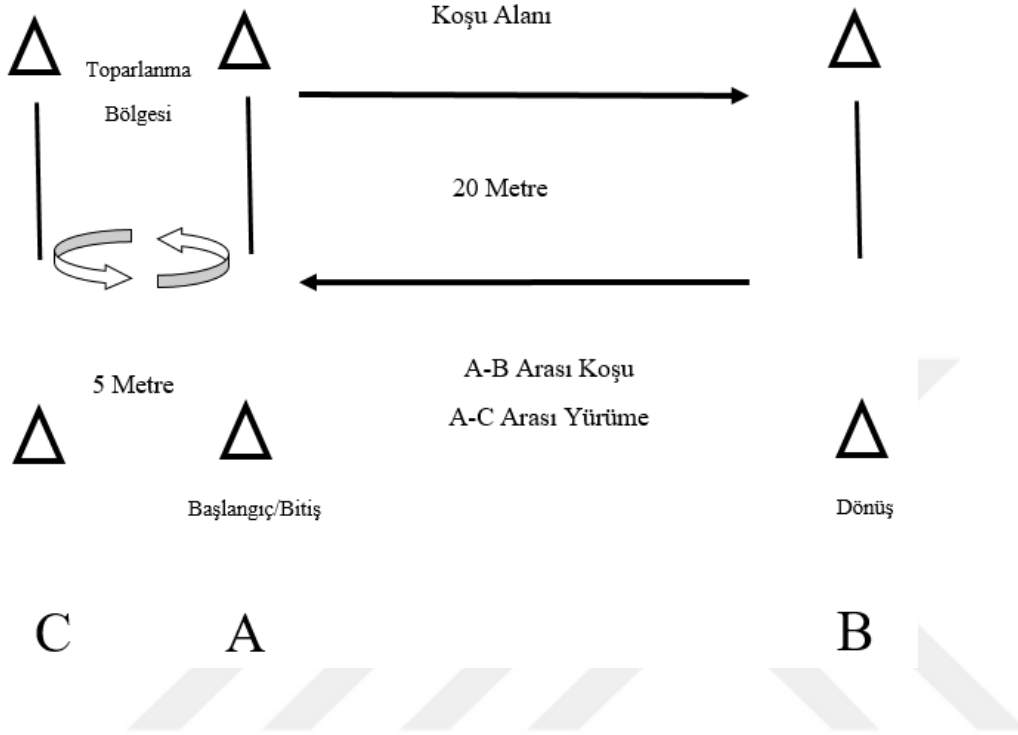 Koşu Alanı
Toparlanma
Bölgesi
20 Metre
A-B Arası Koşu
A-C Arası Yürüme
5 Metre
Başlangıç/Bitiş
Dönüş
C
A
B